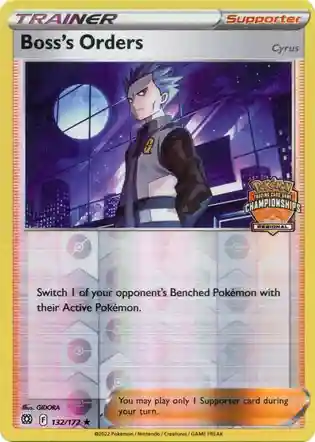 TRAINER
Supporter
Boss's Orders
Cyrus
Pokémon
TRADING CARD GAME
CHAMPIONSHIPS
REGIONAL
Switch 1 of your opponent's Benched Pokémon with
their Active Pokémon.
Illus. GIDORA
F 132/172 ★
You may play only 1 Supporter card during
your turn.
©2022 Pokémon / Nintendo / Creatures / GAME FREAK